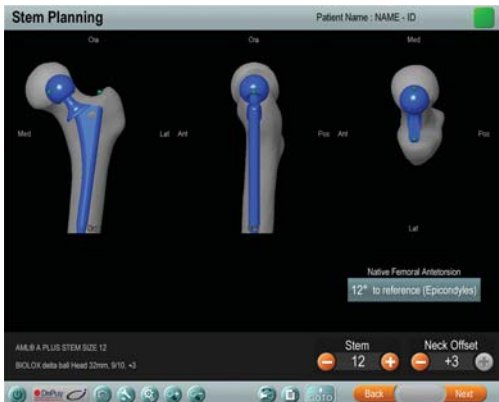 Stem Planning
Patient Name : NAME - ID
Cra
Cra
Med
Med
Lat
Ant
Pos
Ant
Pos
Lat
Native Femoral Antetorsion
12° to reference (Epicondyles)
AML® A PLUS STEM SIZE 12
BIOLOX delta ball Head 32mm, 9/10, +3
Stem
12
Neck Offset
+3
DePuy
GOTO
Back
Next